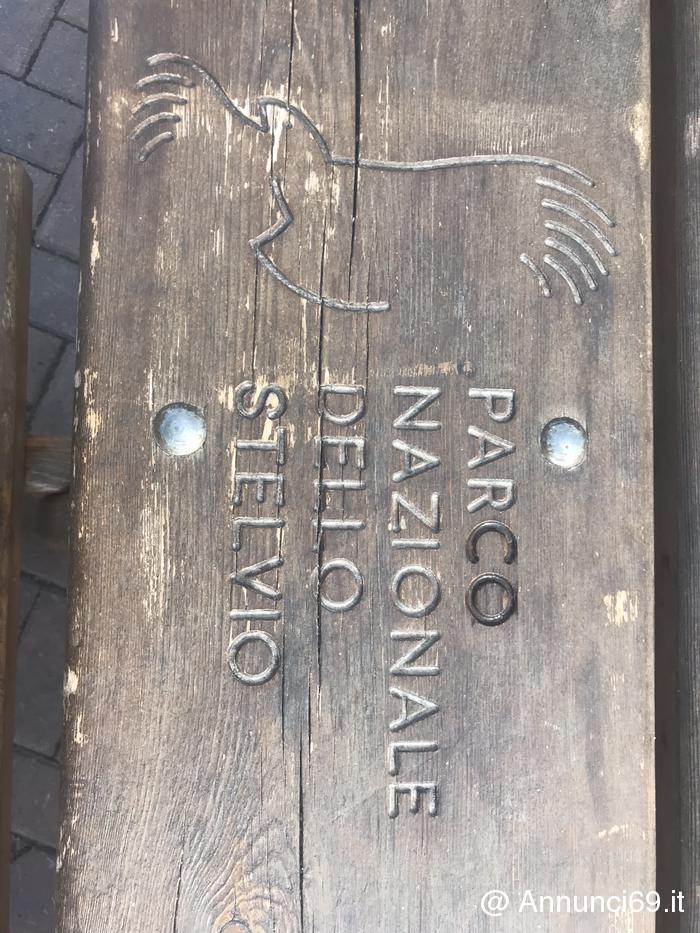 PARCO
NAZIONALE
DELLO
STELVIO
@ Annunci69.it